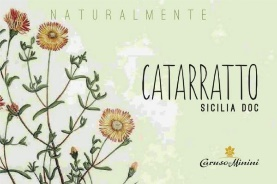 NATURALMENTE
CATARRATTO
SICILIA DOC
Caruso&Minini